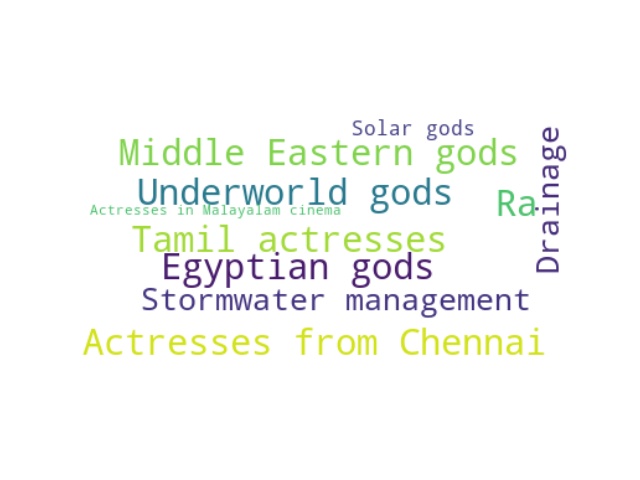 Solar gods
Middle Eastern gods
Underworld gods
Ra
Actresses in Malayalam cinema
Drainage
Tamil actresses
Egyptian gods
Stormwater management
Actresses from Chennai